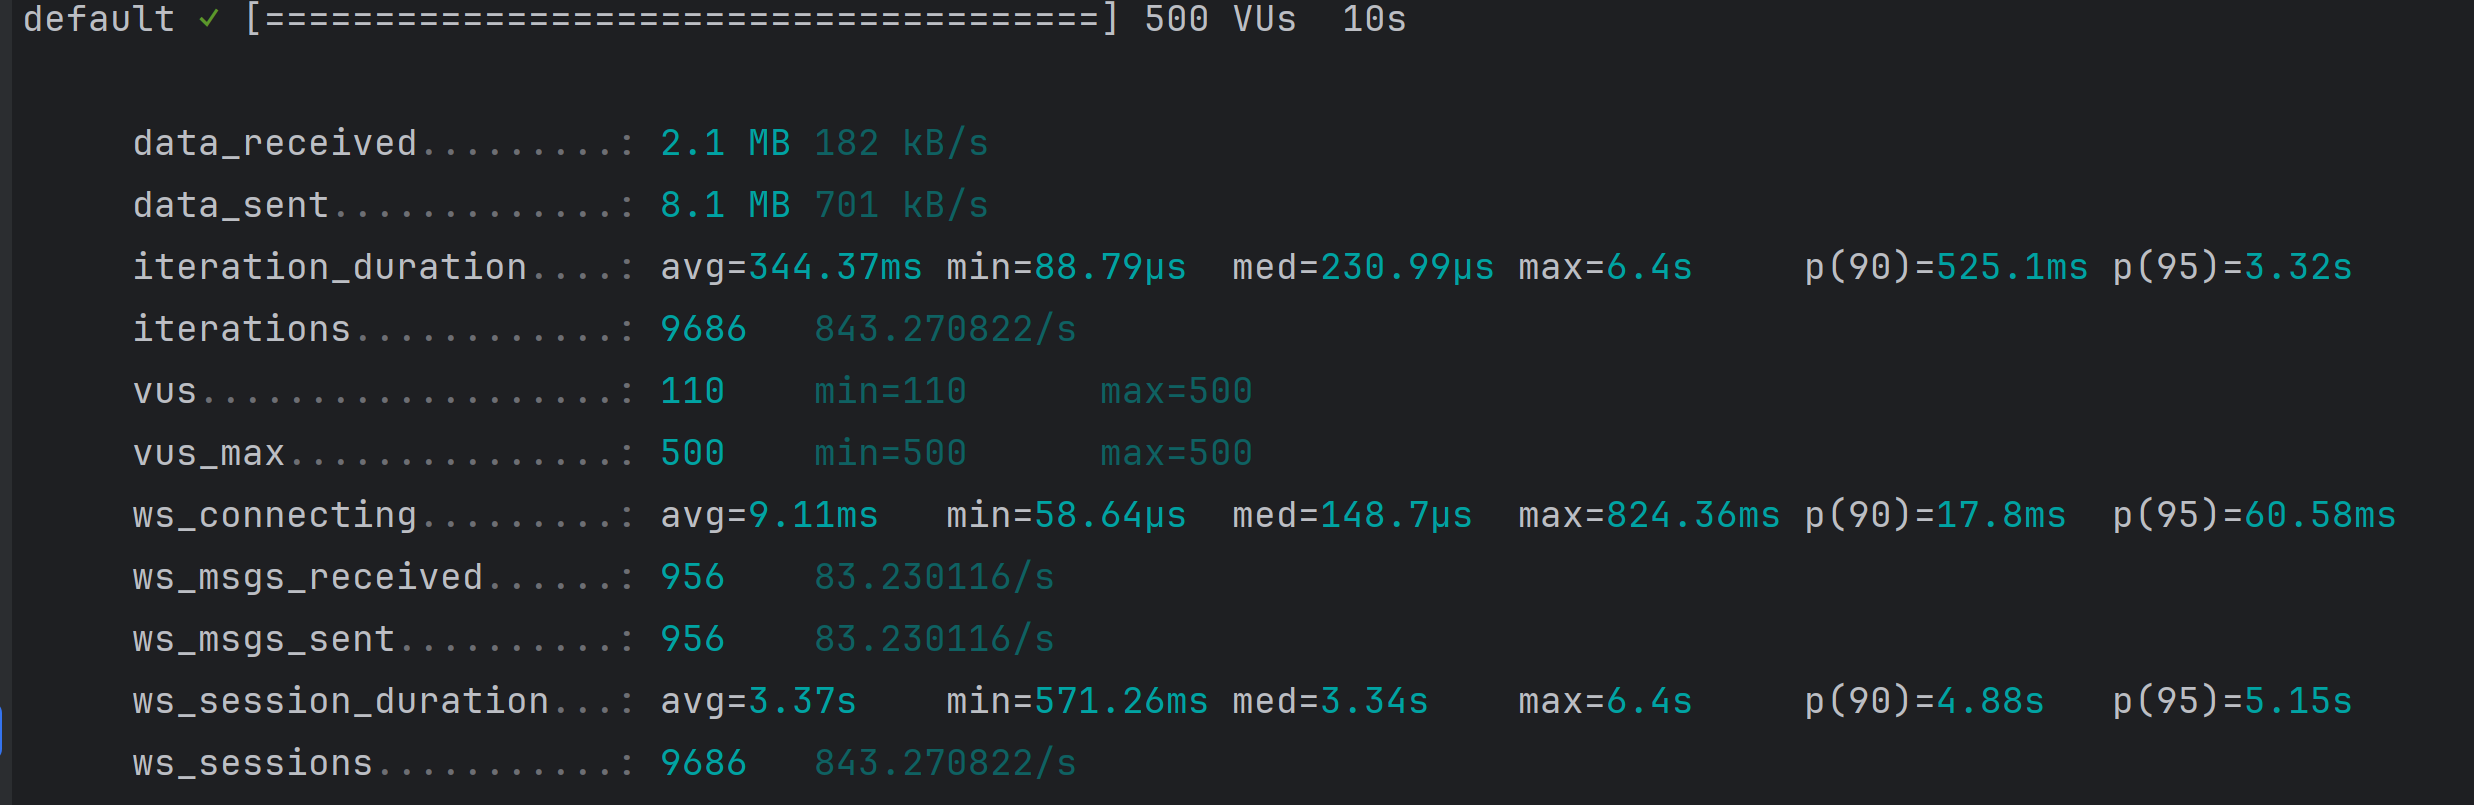 default ✓ [======================================] 500 VUs  10s
data_received.........: 2.1 MB 182 kB/s
data_sent.............: 8.1 MB 701 kB/s
iteration_duration....: avg=344.37ms min=88.79µs  med=230.99µs max=6.4s     p(90)=525.1ms p(95)=3.32s
iterations............: 9686   843.270822/s
vus...................: 110    min=110      max=500
vus_max...............: 500    min=500      max=500
ws_connecting.........: avg=9.11ms   min=58.64µs  med=148.7µs  max=824.36ms p(90)=17.8ms  p(95)=60.58ms
ws_msgs_received......: 956    83.230116/s
ws_msgs_sent..........: 956    83.230116/s
ws_session_duration...: avg=3.37s    min=571.26ms med=3.34s    max=6.4s     p(90)=4.88s   p(95)=5.15s
ws_sessions...........: 9686   843.270822/s